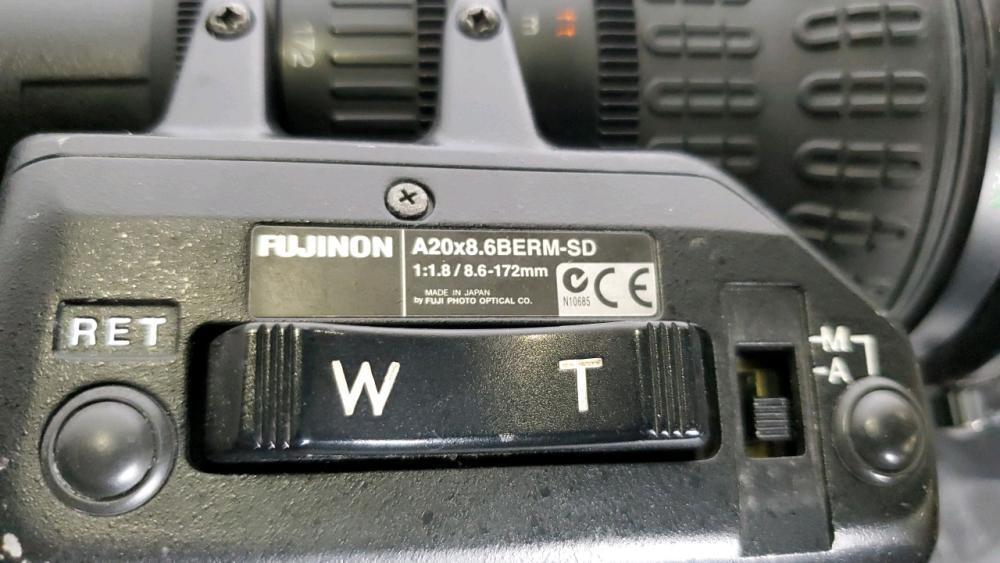 172
m
FUJINON
A20x8.6BERM-SD
1:1.8 / 8.6-172mm
MADE IN JAPAN
by FUJI PHOTO OPTICAL CO.
N10685
CE
RET
W T
M
A